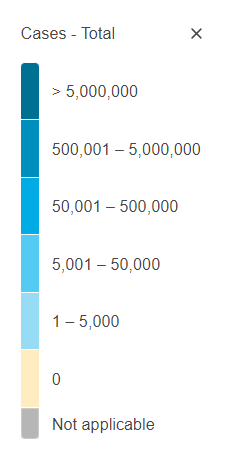 Cases - Total
> 5,000,000
500,001 – 5,000,000
50,001 – 500,000
5,001 – 50,000
1 – 5,000
0
Not applicable